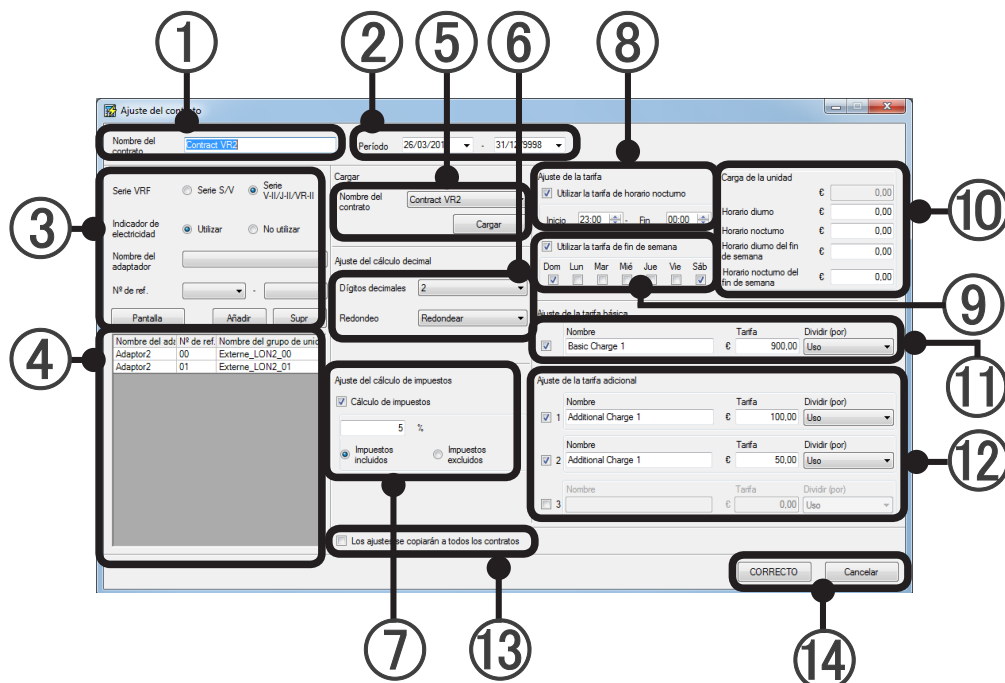 ① ② ⑤ ⑥ ⑧
Ajuste del contrato
Nombre del contrato Contract VR2
Período 26/03/201 - 31/12/9998
③
Serie VRF Serie S/V Serie V-II/J-II/VR-II
Indicador de electricidad Utilizar No utilizar
Nombre del adaptador
Nº de ref. -
Pantalla Añadir Supr
④
Nombre del ada Nº de ref. Nombre del grupo de unid
Adaptor2 00 Externe_LON2_00
Adaptor2 01 Externe_LON2_01
Cargar
Nombre del contrato Contract VR2
Cargar
Ajuste del cálculo decimal
Dígitos decimales 2
Redondeo Redondear
Ajuste del cálculo de impuestos
Cálculo de impuestos
5 %
Impuestos incluidos Impuestos excluidos
Los ajustes se copiarán a todos los contratos
Ajuste de la tarifa
Utilizar la tarifa de horario nocturno
Inicio 23:00 - Fin 00:00
Utilizar la tarifa de fin de semana
Dom Lun Mar Mié Jue Vie Sáb
Carga de la unidad
€ 0,00
Horario diurno € 0,00
Horario nocturno € 0,00
Horario diurno del fin de semana € 0,00
Horario nocturno del fin de semana € 0,00
⑩
⑨
Ajuste de la tarifa básica
Nombre Tarifa Dividir (por)
Basic Charge 1 € 900,00 Uso
⑪
Ajuste de la tarifa adicional
Nombre Tarifa Dividir (por)
1 Additional Charge 1 € 100,00 Uso
Nombre Tarifa Dividir (por)
2 Additional Charge 1 € 50,00 Uso
Nombre Tarifa Dividir (por)
3 € 0,00 Uso
⑫
CORRECTO Cancelar
⑦ ⑬ ⑭